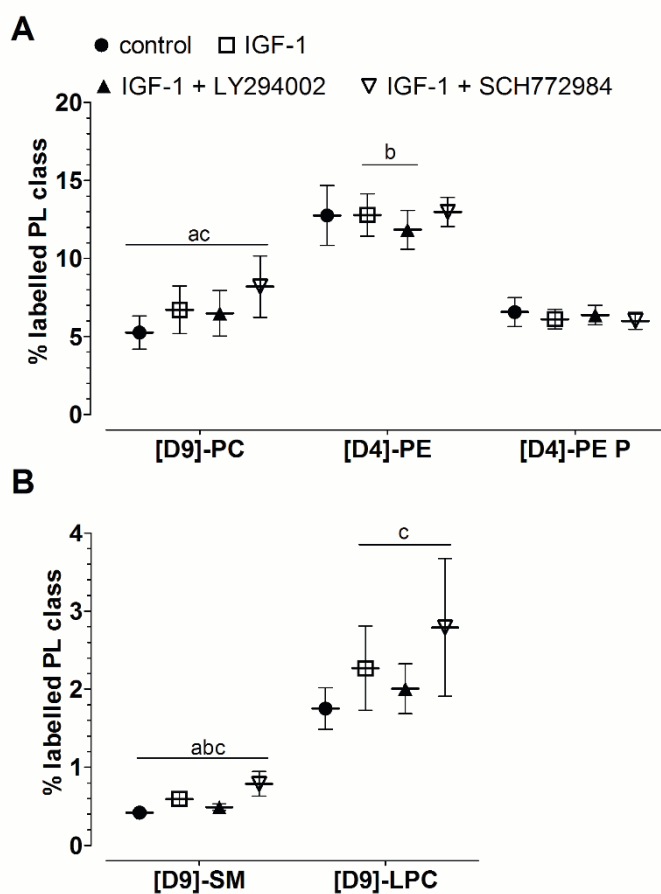 A
control IGF-1
IGF-1 + LY294002 IGF-1 + SCH772984
20
b
15
ac
10
5
0
% labelled PL class
[D9]-PC [D4]-PE [D4]-PE P
B
4
c
3
2
abc
1
0
% labelled PL class
[D9]-SM [D9]-LPC